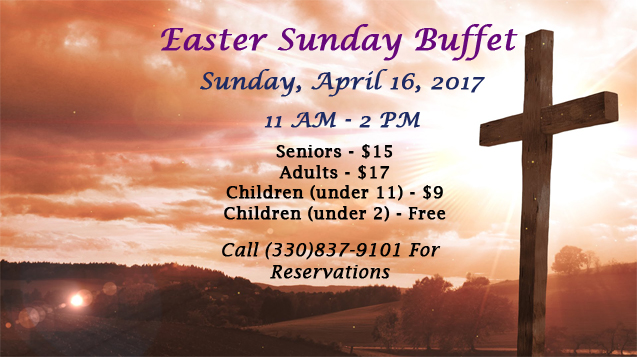 Easter Sunday Buffet
Sunday, April 16, 2017
11 AM - 2 PM
Seniors - $15
Adults - $17
Children (under 11) - $9
Children (under 2) - Free
Call (330)837-9101 For
Reservations